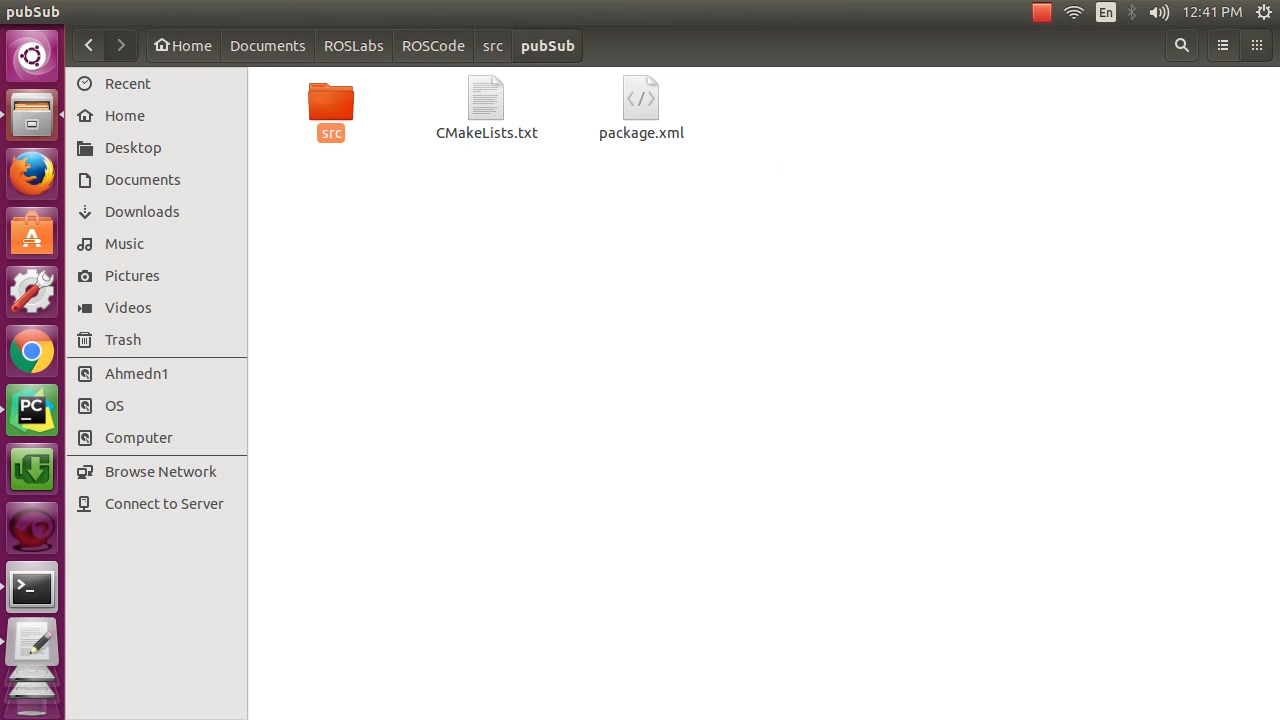 pubSub
En
12:41 PM
Home
Documents
ROSLabs
ROSCode
src
pubSub
Recent
Home
Desktop
Documents
Downloads
Music
Pictures
Videos
Trash
Ahmedn1
OS
Computer
Browse Network
Connect to Server
src
CMakeLists.txt
package.xml
A
PC
>_